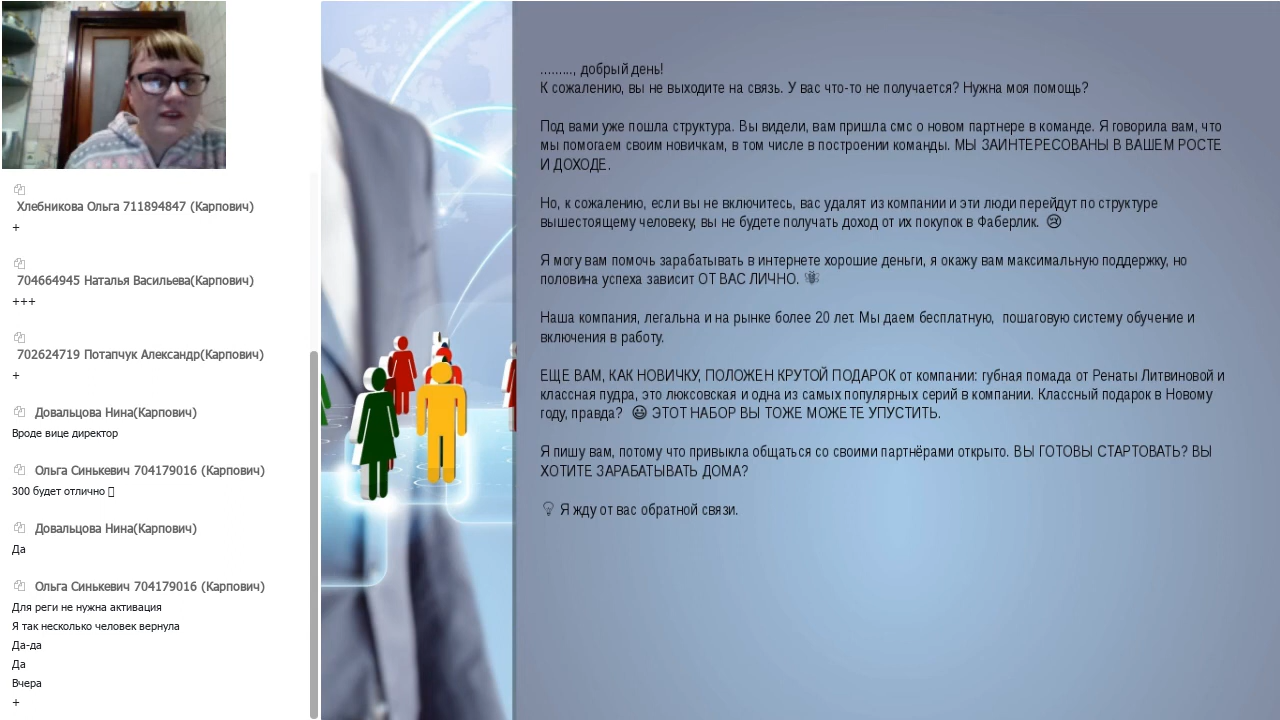 Хлебникова Ольга 711894847 (Карпович)
+
704664945 Наталья Васильева(Карпович)
+++
702624719 Потапчук Александр(Карпович)
+
Довальцова Нина(Карпович)
Вроде вице директор
Ольга Синькевич 704179016 (Карпович)
300 будет отлично
Довальцова Нина(Карпович)
Да
Ольга Синькевич 704179016 (Карпович)
Для реги не нужна активация
Я так несколько человек вернула
Да-да
Да
Вчера
+
........., добрый день!
К сожалению, вы не выходите на связь. У вас что-то не получается? Нужна моя помощь?
Под вами уже пошла структура. Вы видели, вам пришла смс о новом партнере в команде. Я говорила вам, что
мы помогаем своим новичкам, в том числе в построении команды. МЫ ЗАИНТЕРЕСОВАНЫ В ВАШЕМ РОСТЕ
И ДОХОДЕ.
Но, к сожалению, если вы не включитесь, вас удалят из компании и эти люди перейдут по структуре
вышестоящему человеку, вы не будете получать доход от их покупок в Фаберлик. 😢
Я могу вам помочь зарабатывать в интернете хорошие деньги, я окажу вам максимальную поддержку, но
половина успеха зависит ОТ ВАС ЛИЧНО.
Наша компания, легальна и на рынке более 20 лет. Мы даем бесплатную,  пошаговую систему обучение и
включения в работу.
ЕЩЕ ВАМ, КАК НОВИЧКУ, ПОЛОЖЕН КРУТОЙ ПОДАРОК от компании: губная помада от Ренаты Литвиновой и
классная пудра, это люксовская и одна из самых популярных серий в компании. Классный подарок в Новому
году, правда?  😃 ЭТОТ НАБОР ВЫ ТОЖЕ МОЖЕТЕ УПУСТИТЬ.
Я пишу вам, потому что привыкла общаться со своими партнёрами открыто. ВЫ ГОТОВЫ СТАРТОВАТЬ? ВЫ
ХОТИТЕ ЗАРАБАТЫВАТЬ ДОМА?
💡 Я жду от вас обратной связи.